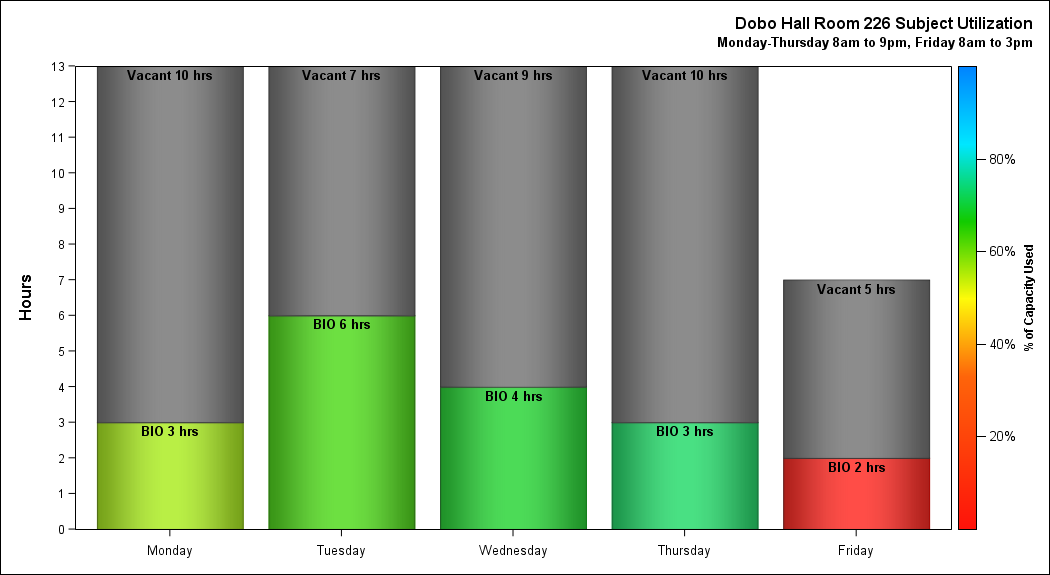 Dobo Hall Room 226 Subject Utilization
Monday-Thursday 8am to 9pm, Friday 8am to 3pm
Hours
13
12
11
10
9
8
7
6
5
4
3
2
1
0
Vacant 10 hrs
BIO 3 hrs
Vacant 7 hrs
BIO 6 hrs
Vacant 9 hrs
BIO 4 hrs
Vacant 10 hrs
BIO 3 hrs
Vacant 5 hrs
BIO 2 hrs
Monday
Tuesday
Wednesday
Thursday
Friday
80%
60%
40%
20%
% of Capacity Used